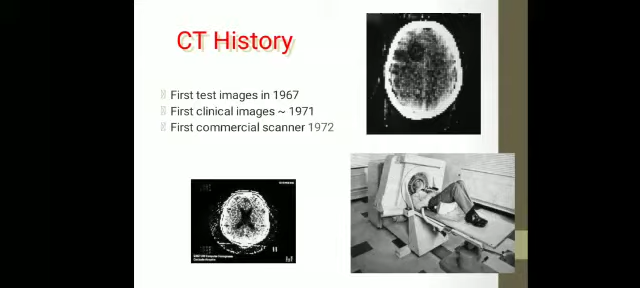 CT History
First test images in 1967
First clinical images ~ 1971
First commercial scanner 1972